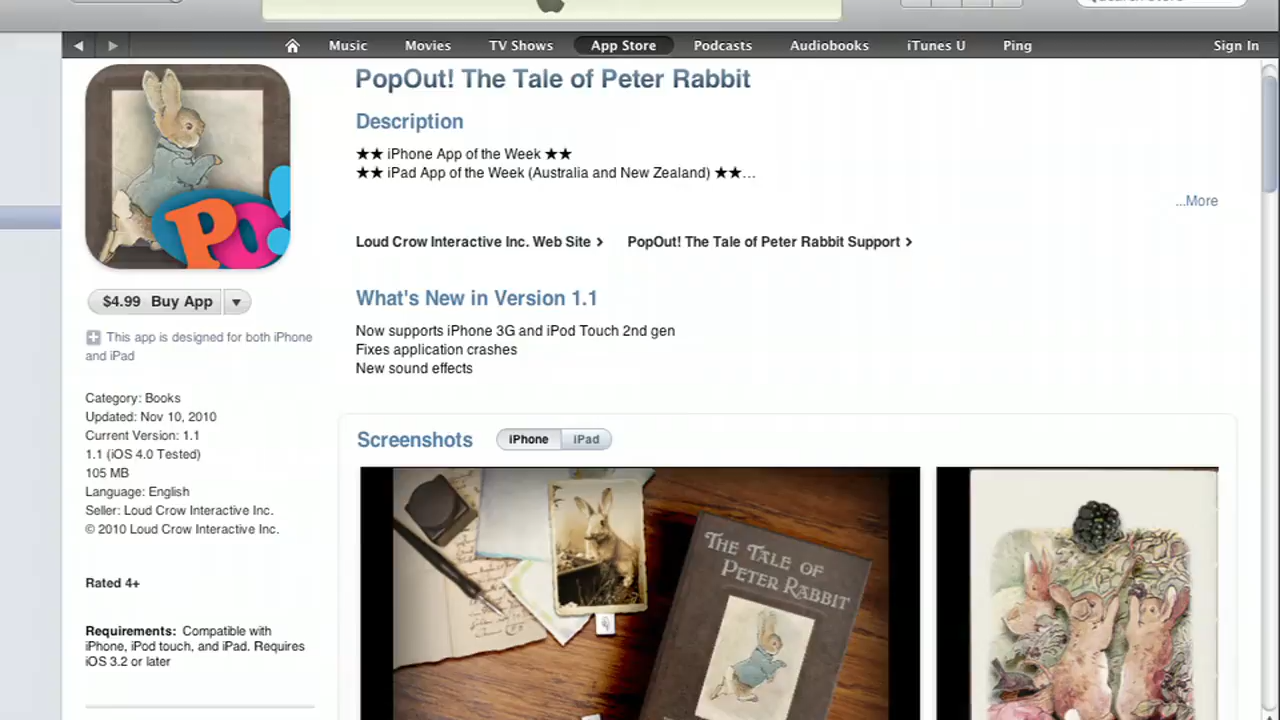 Music Movies TV Shows App Store Podcasts Audiobooks iTunes U Ping Sign In
PopOut! The Tale of Peter Rabbit
Description
★★ iPhone App of the Week ★★
★★ iPad App of the Week (Australia and New Zealand) ★★...
...More
Loud Crow Interactive Inc. Web Site PopOut! The Tale of Peter Rabbit Support
PO!
$4.99 Buy App
This app is designed for both iPhone
and iPad
Category: Books
Updated: Nov 10, 2010
Current Version: 1.1
1.1 (iOS 4.0 Tested)
105 MB
Language: English
Seller: Loud Crow Interactive Inc.
© 2010 Loud Crow Interactive Inc.
Rated 4+
Requirements: Compatible with
iPhone, iPod touch, and iPad. Requires
iOS 3.2 or later
What's New in Version 1.1
Now supports iPhone 3G and iPod Touch 2nd gen
Fixes application crashes
New sound effects
Screenshots iPhone iPad
THE TALE OF
PETER RABBIT